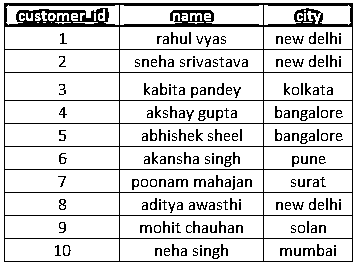 customer_id name city
1 rahul vyas new delhi
2 sneha srivastava new delhi
3 kabita pandey kolkata
4 akshay gupta bangalore
5 abhishek sheel bangalore
6 akansha singh pune
7 poonam mahajan surat
8 aditya awasthi new delhi
9 mohit chauhan solan
10 neha singh mumbai